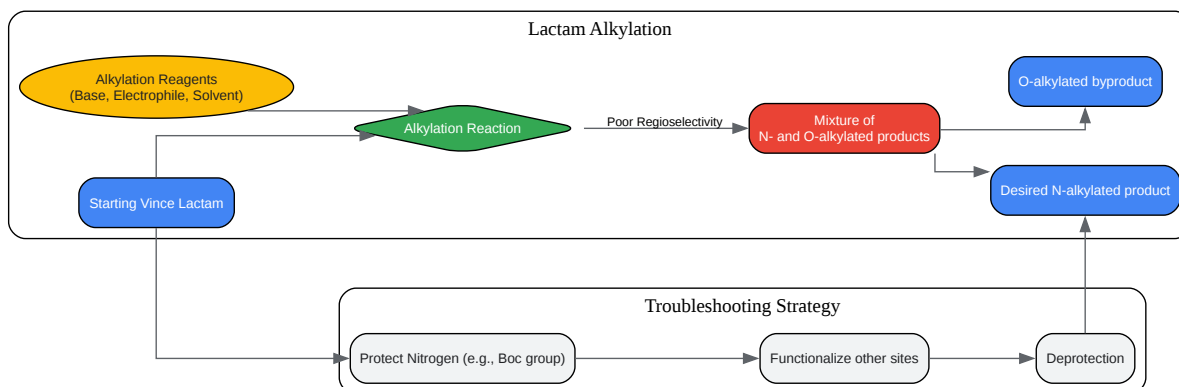 Lactam Alkylation
Alkylation Reagents
(Base, Electrophile, Solvent)
Alkylation Reaction
Poor Regioselectivity
Mixture of
N- and O-alkylated products
O-alkylated byproduct
Desired N-alkylated product
Starting Vince Lactam
Troubleshooting Strategy
Protect Nitrogen (e.g., Boc group)
Functionalize other sites
Deprotection